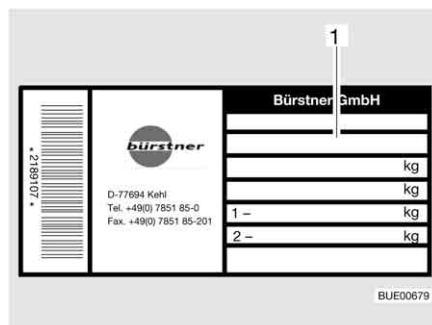 1
Bürstner GmbH
* 2189107 *
bürstner
D-77694 Kehl
Tel. +49(0) 7851 85-0
Fax. +49(0) 7851 85-201
kg
kg
1 – kg
2 – kg
BUE00679